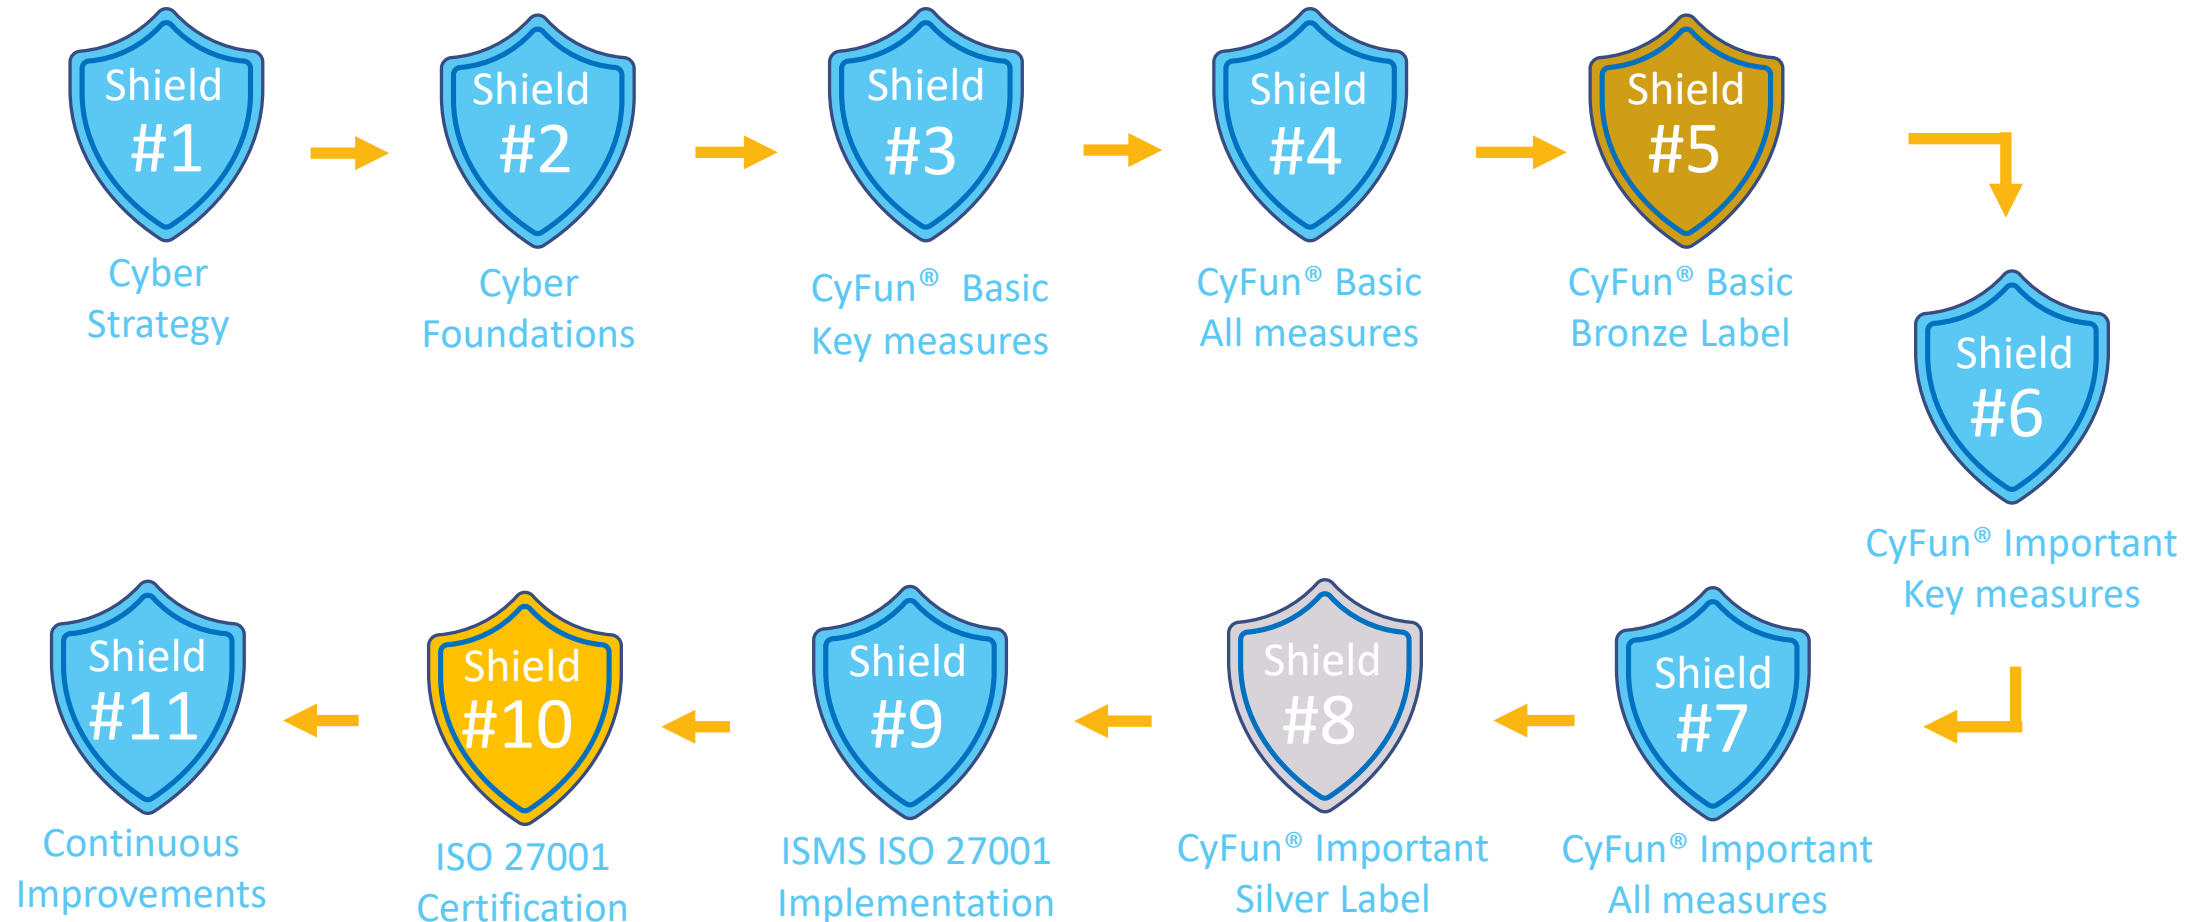 Shield
#1
Cyber
Strategy
Shield
#2
Cyber
Foundations
Shield
#3
CyFun®  Basic
Key measures
Shield
#4
CyFun® Basic
All measures
Shield
#5
CyFun® Basic
Bronze Label
Shield
#6
CyFun® Important
Key measures
Shield
#7
CyFun® Important
All measures
Shield
#8
CyFun® Important
Silver Label
Shield
#9
ISMS ISO 27001
Implementation
Shield
#10
ISO 27001
Certification
Shield
#11
Continuous
Improvements